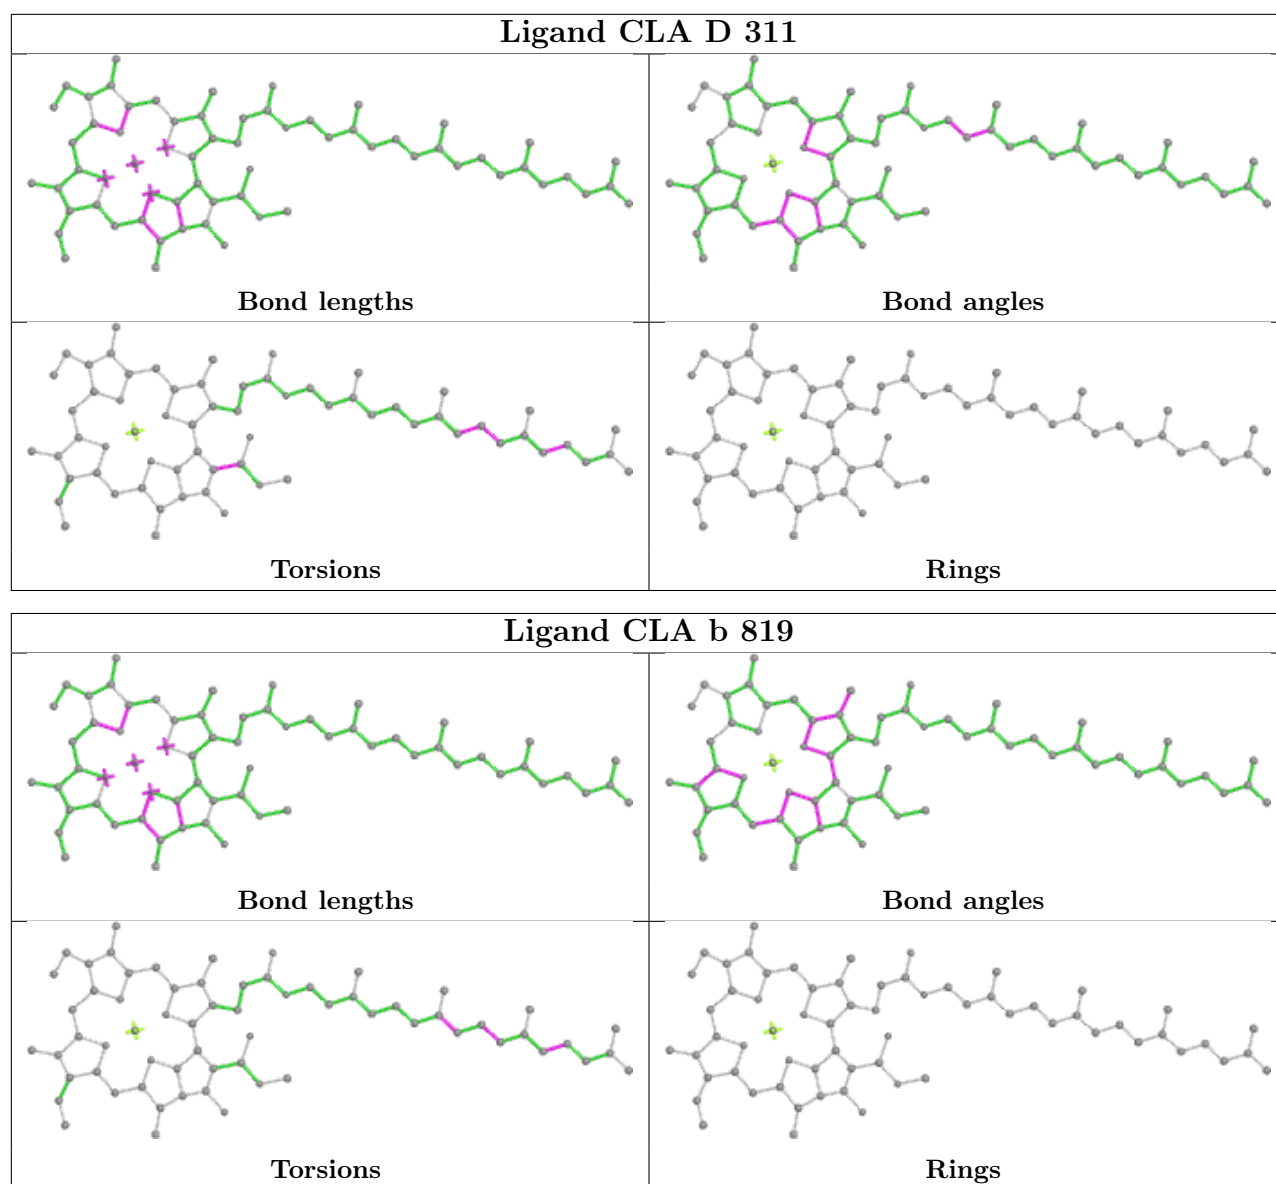 Ligand CLA D 311
Bond lengths
Bond angles
Torsions
Rings
Ligand CLA b 819
Bond lengths
Bond angles
Torsions
Rings